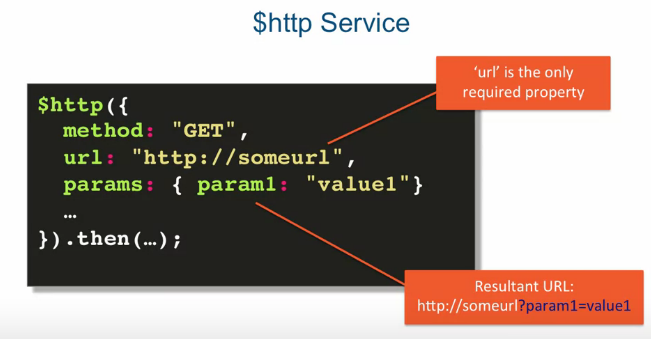 $http Service
'url' is the only
required property
$http({
method: "GET",
url: "http://someurl",
params: { param1: "value1"}
…
}).then(…);
Resultant URL:
http://someurl?param1=value1